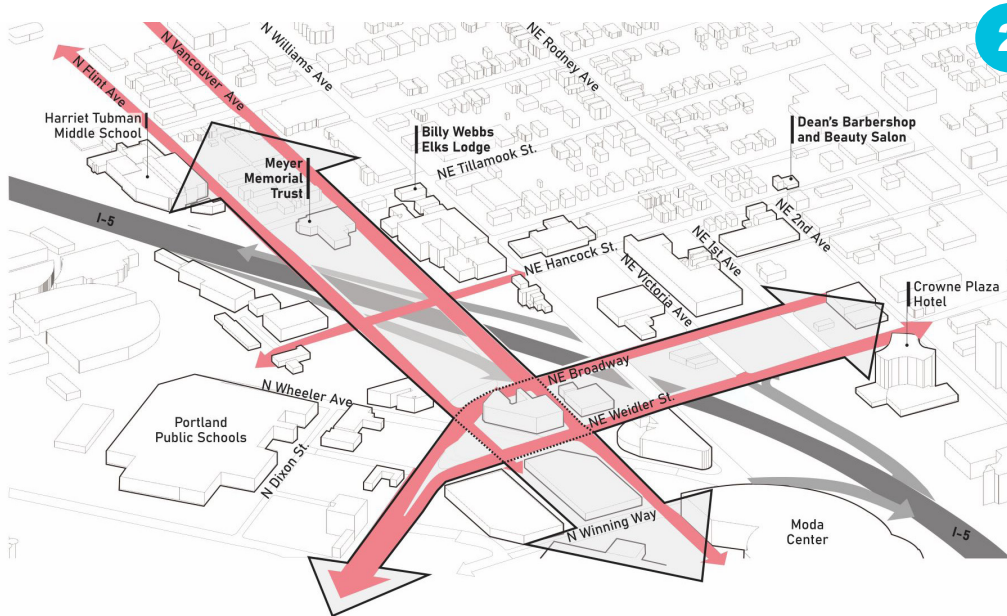 2
N Flint Ave
N Vancouver Ave
N Williams Ave
NE Rodney Ave
Harriet Tubman
Middle School
Meyer
Memorial
Trust
Billy Webbs
Elks Lodge
NE Tillamook St.
Dean's Barbershop
and Beauty Salon
I-5
NE Hancock St.
NE Victoria Ave
NE 1st Ave
NE 2nd Ave
Crowne Plaza
Hotel
N Wheeler Ave
NE Broadway
NE Weidler St.
Portland
Public Schools
N Dixon St.
N Winning Way
Moda
Center
I-5